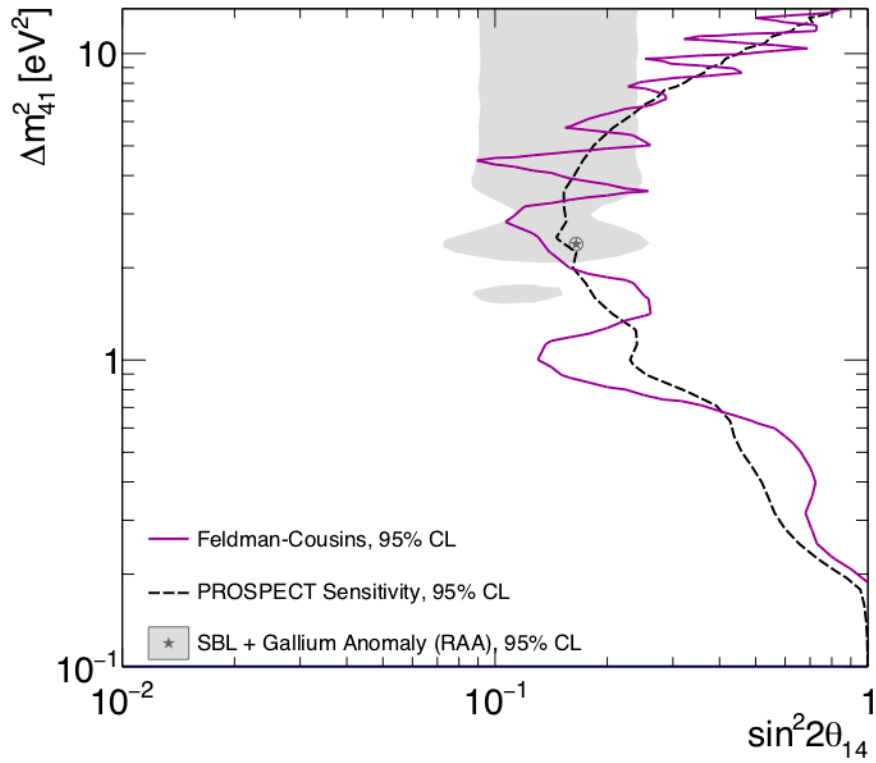 Δm²₄₁ [eV²]
10
1
10⁻¹
Feldman-Cousins, 95% CL
PROSPECT Sensitivity, 95% CL
SBL + Gallium Anomaly (RAA), 95% CL
10⁻² 10⁻¹ 1
sin²2θ₁₄